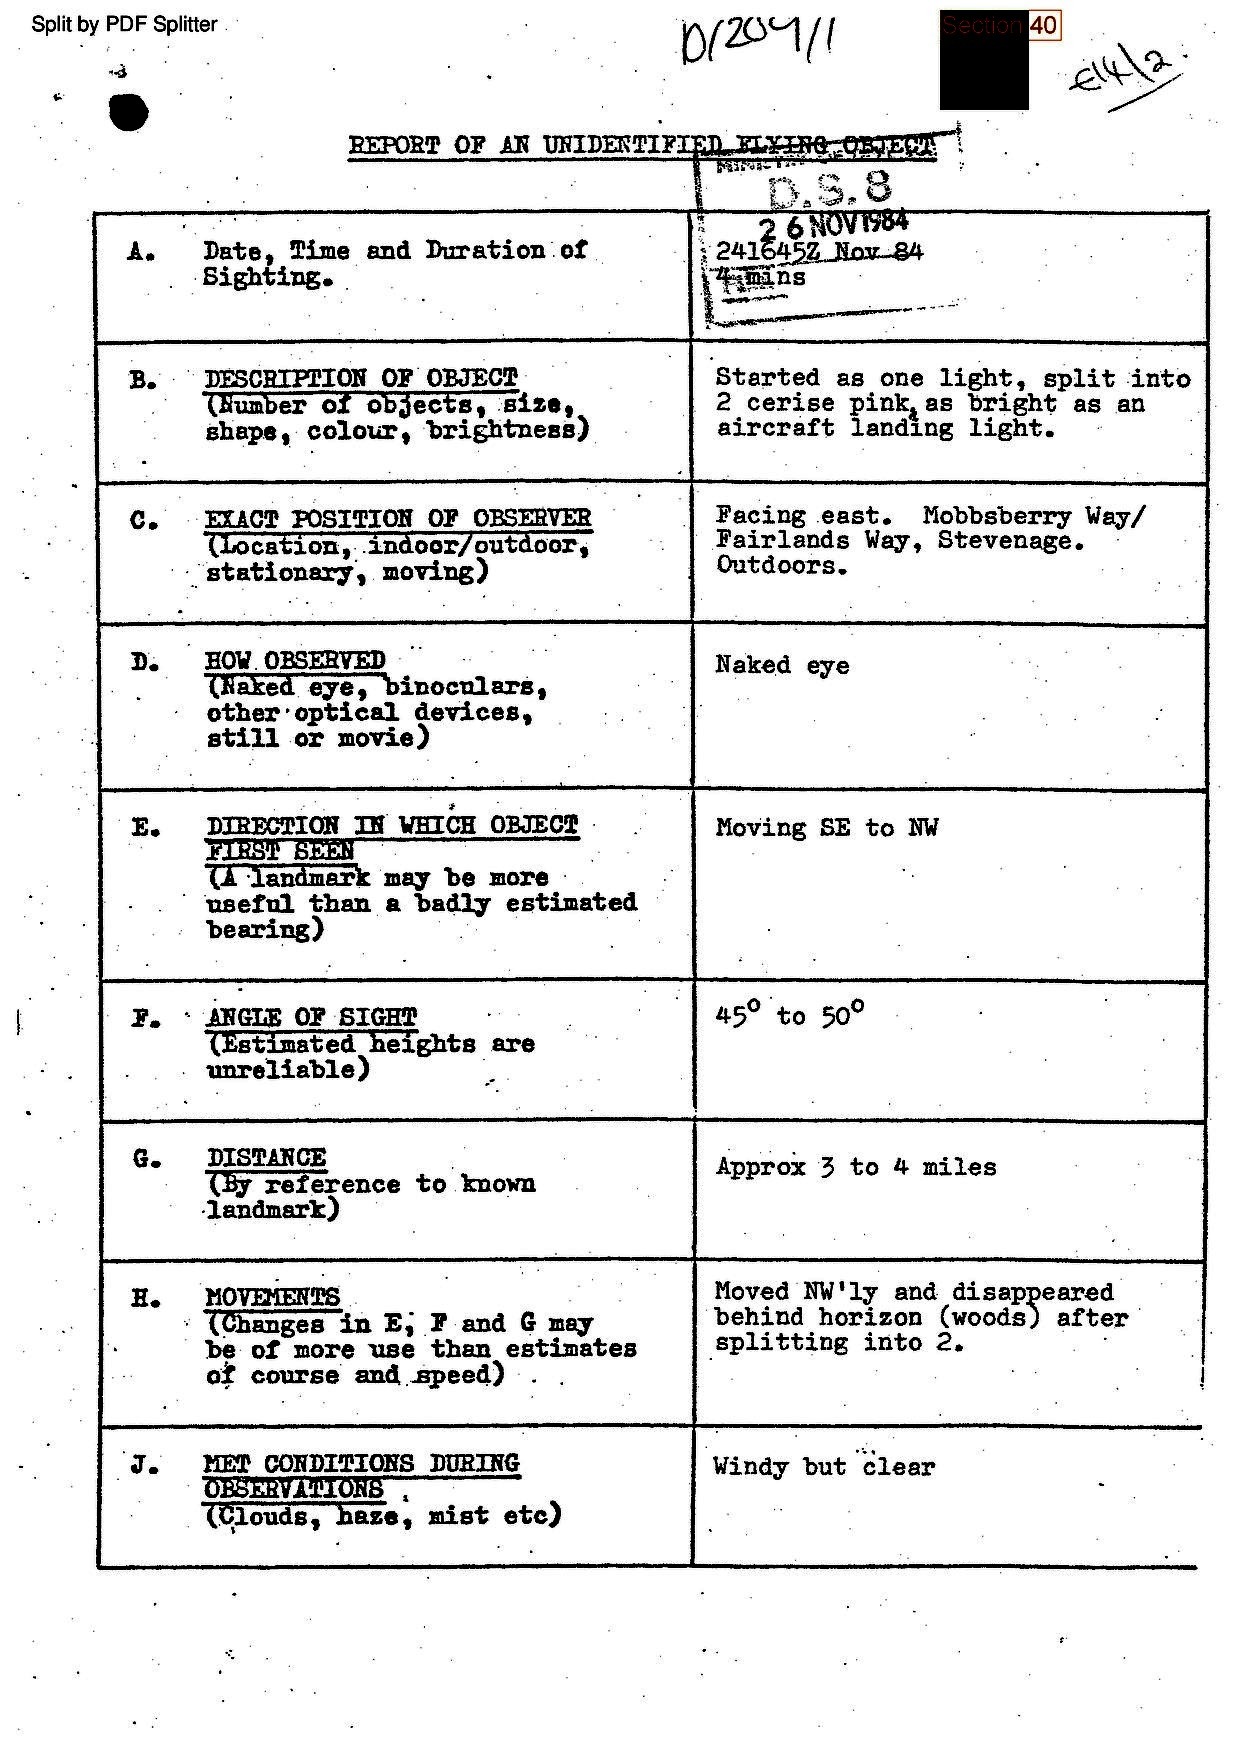 Split by PDF Splitter
D/204/1
Section 40
E14/2
REPORT OF AN UNIDENTIFIED FLYING OBJECT
D.S.8
26 NOV 1984
A. Date, Time and Duration of
Sighting.
241645Z Nov 84
4 mins
B. DESCRIPTION OF OBJECT
(Number of objects, size,
shape, colour, brightness)
Started as one light, split into
2 cerise pink, as bright as an
aircraft landing light.
C. EXACT POSITION OF OBSERVER
(Location, indoor/outdoor,
stationary, moving)
Facing east. Mobbsberry Way/
Fairlands Way, Stevenage.
Outdoors.
D. HOW OBSERVED
(Naked eye, binoculars,
other optical devices,
still or movie)
Naked eye
E. DIRECTION IN WHICH OBJECT
FIRST SEEN
(A landmark may be more
useful than a badly estimated
bearing)
Moving SE to NW
F. ANGLE OF SIGHT
(Estimated heights are
unreliable)
45° to 50°
G. DISTANCE
(By reference to known
landmark)
Approx 3 to 4 miles
H. MOVEMENTS
(Changes in E, F and G may
be of more use than estimates
of course and speed)
Moved NW'ly and disappeared
behind horizon (woods) after
splitting into 2.
J. MET CONDITIONS DURING
OBSERVATIONS
(Clouds, haze, mist etc)
Windy but clear